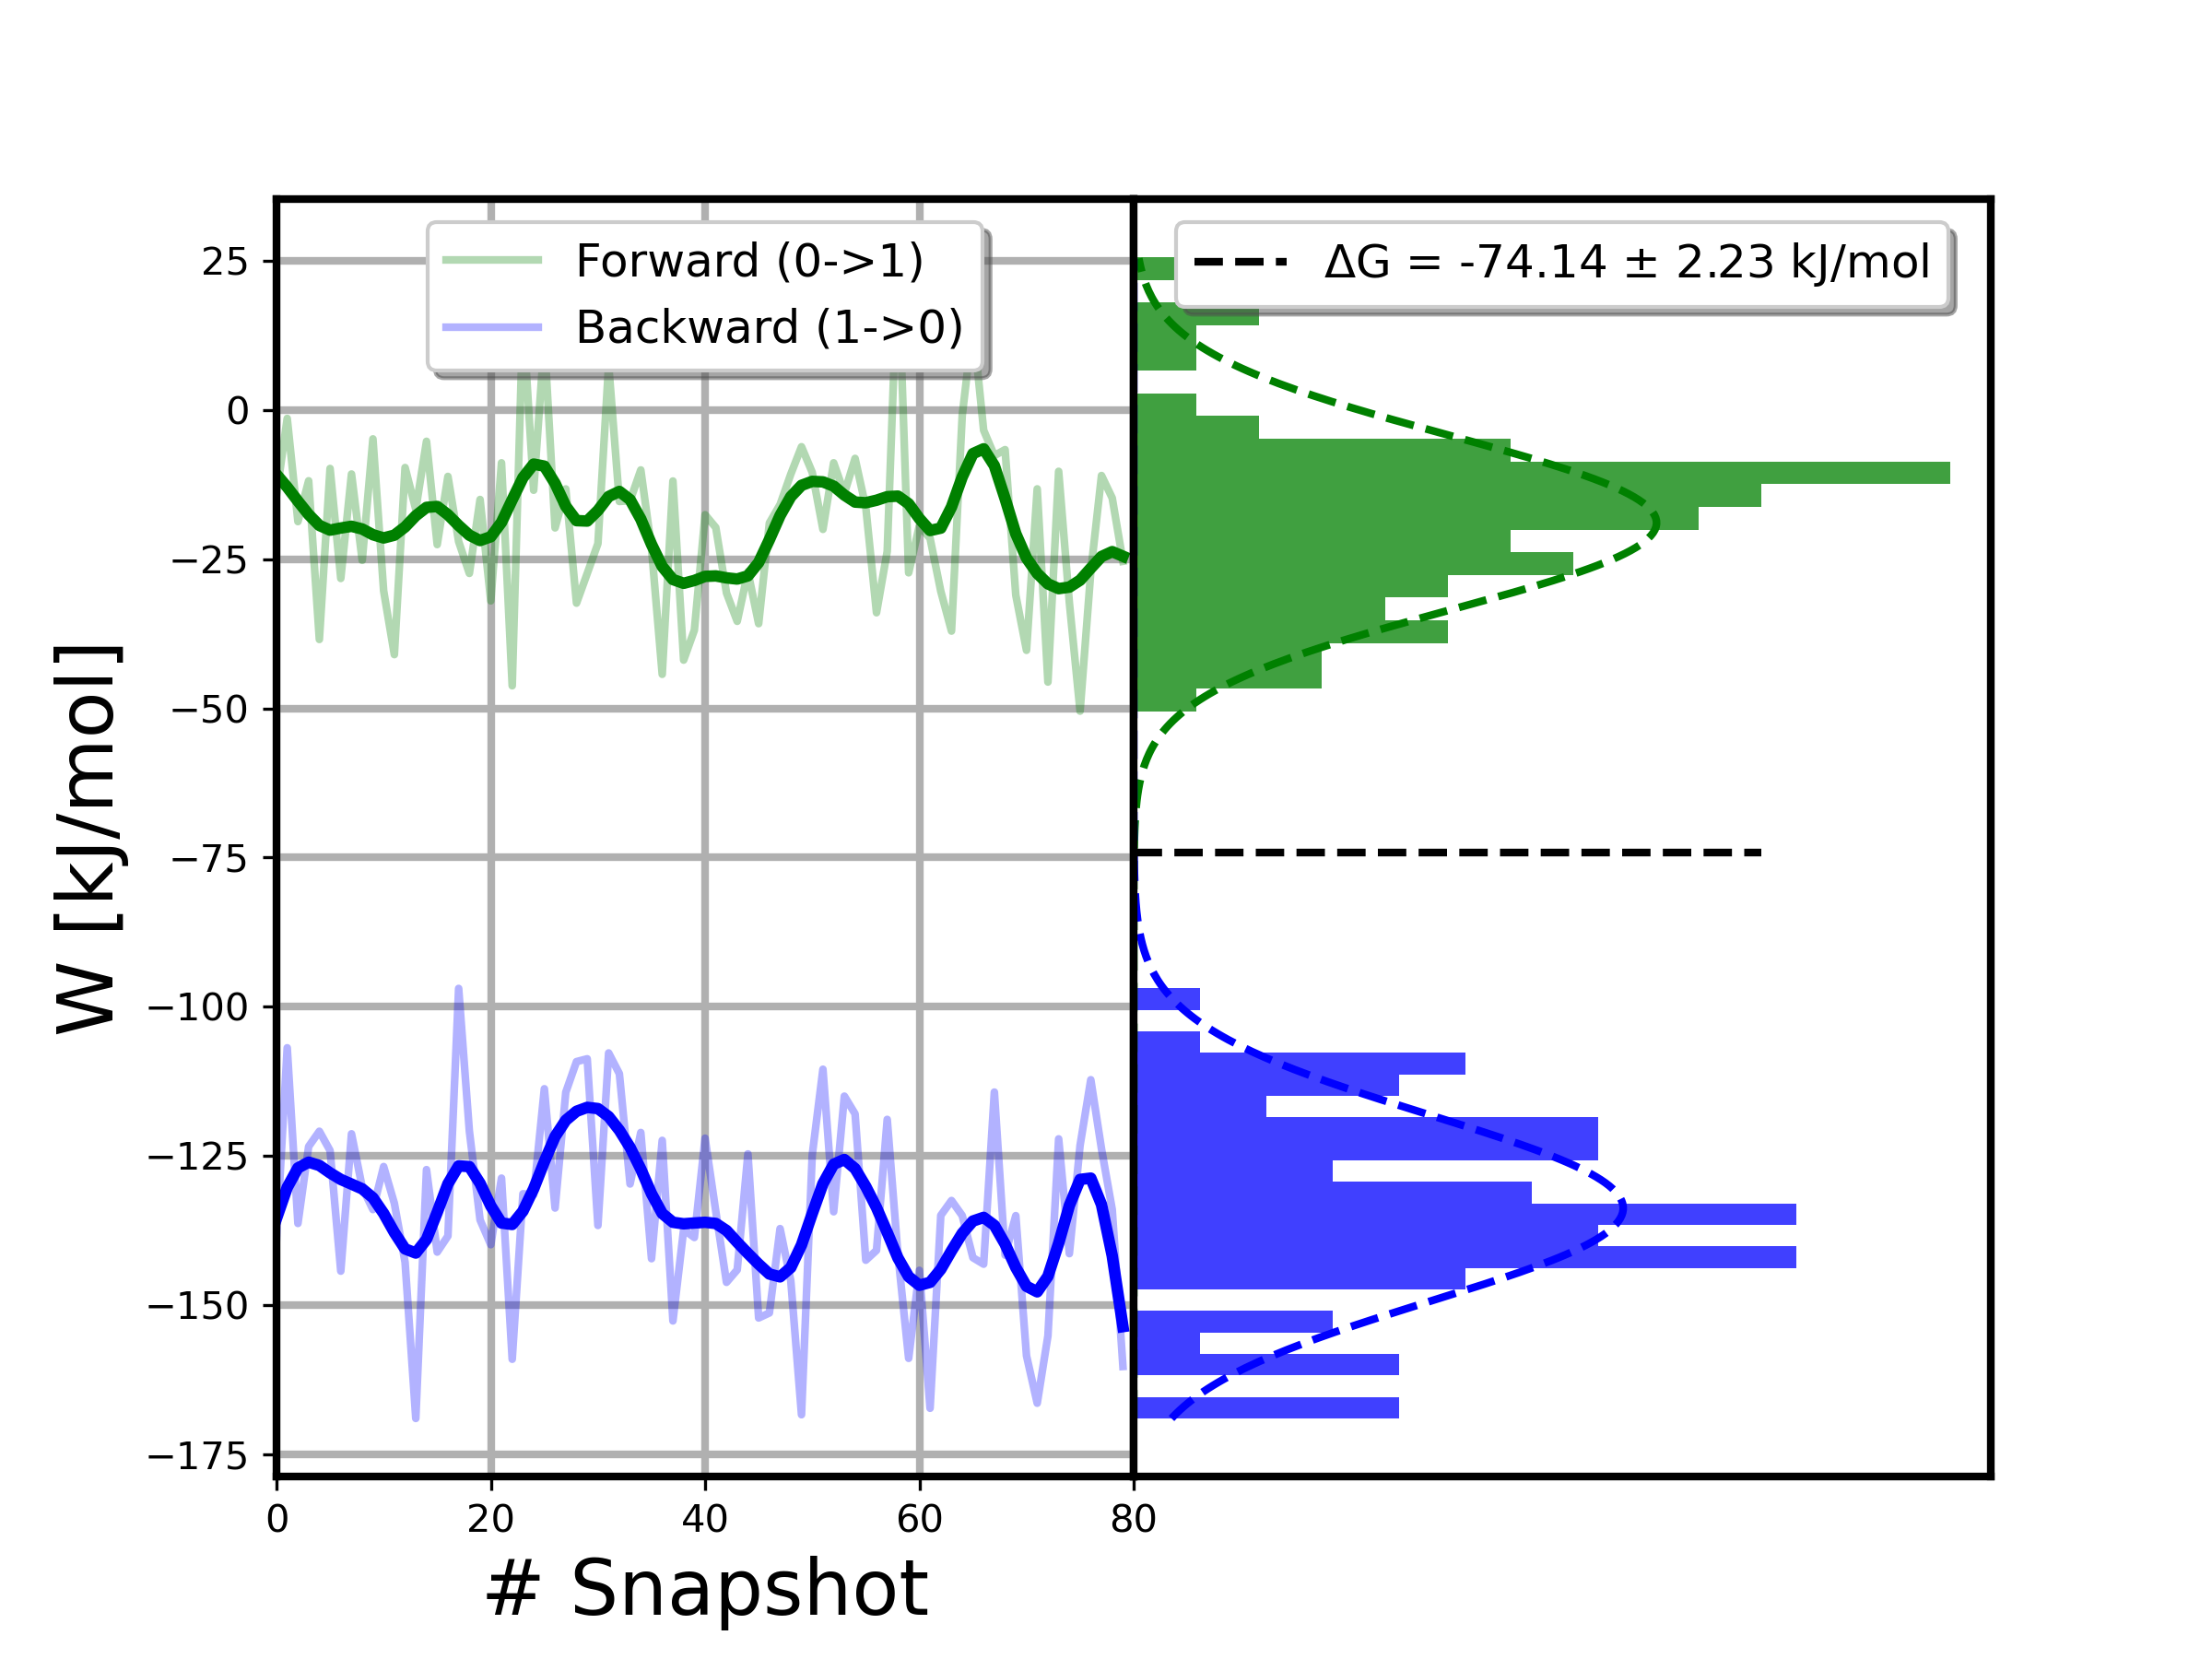 Forward (0->1)
Backward (1->0)
ΔG = -74.14 ± 2.23 kJ/mol
W [kJ/mol]
25
0
−25
−50
−75
−100
−125
−150
−175
0 20 40 60 80
# Snapshot